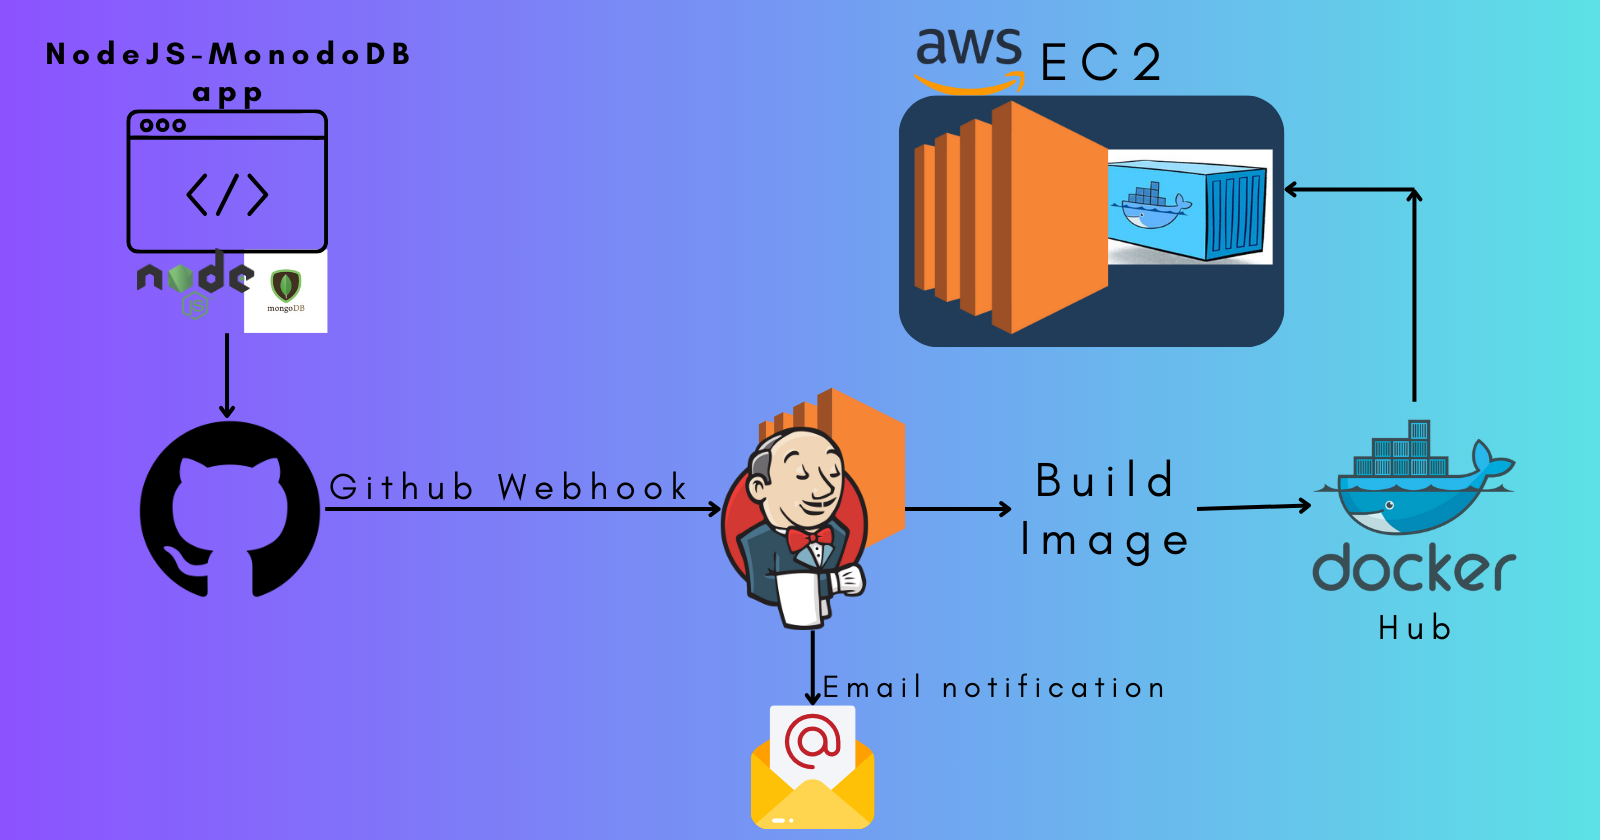 NodeJS-MonodoDB
app
</>
node
JS
mongoDB
aws
EC2
Github Webhook
Build
Image
docker
Hub
Email notification
@